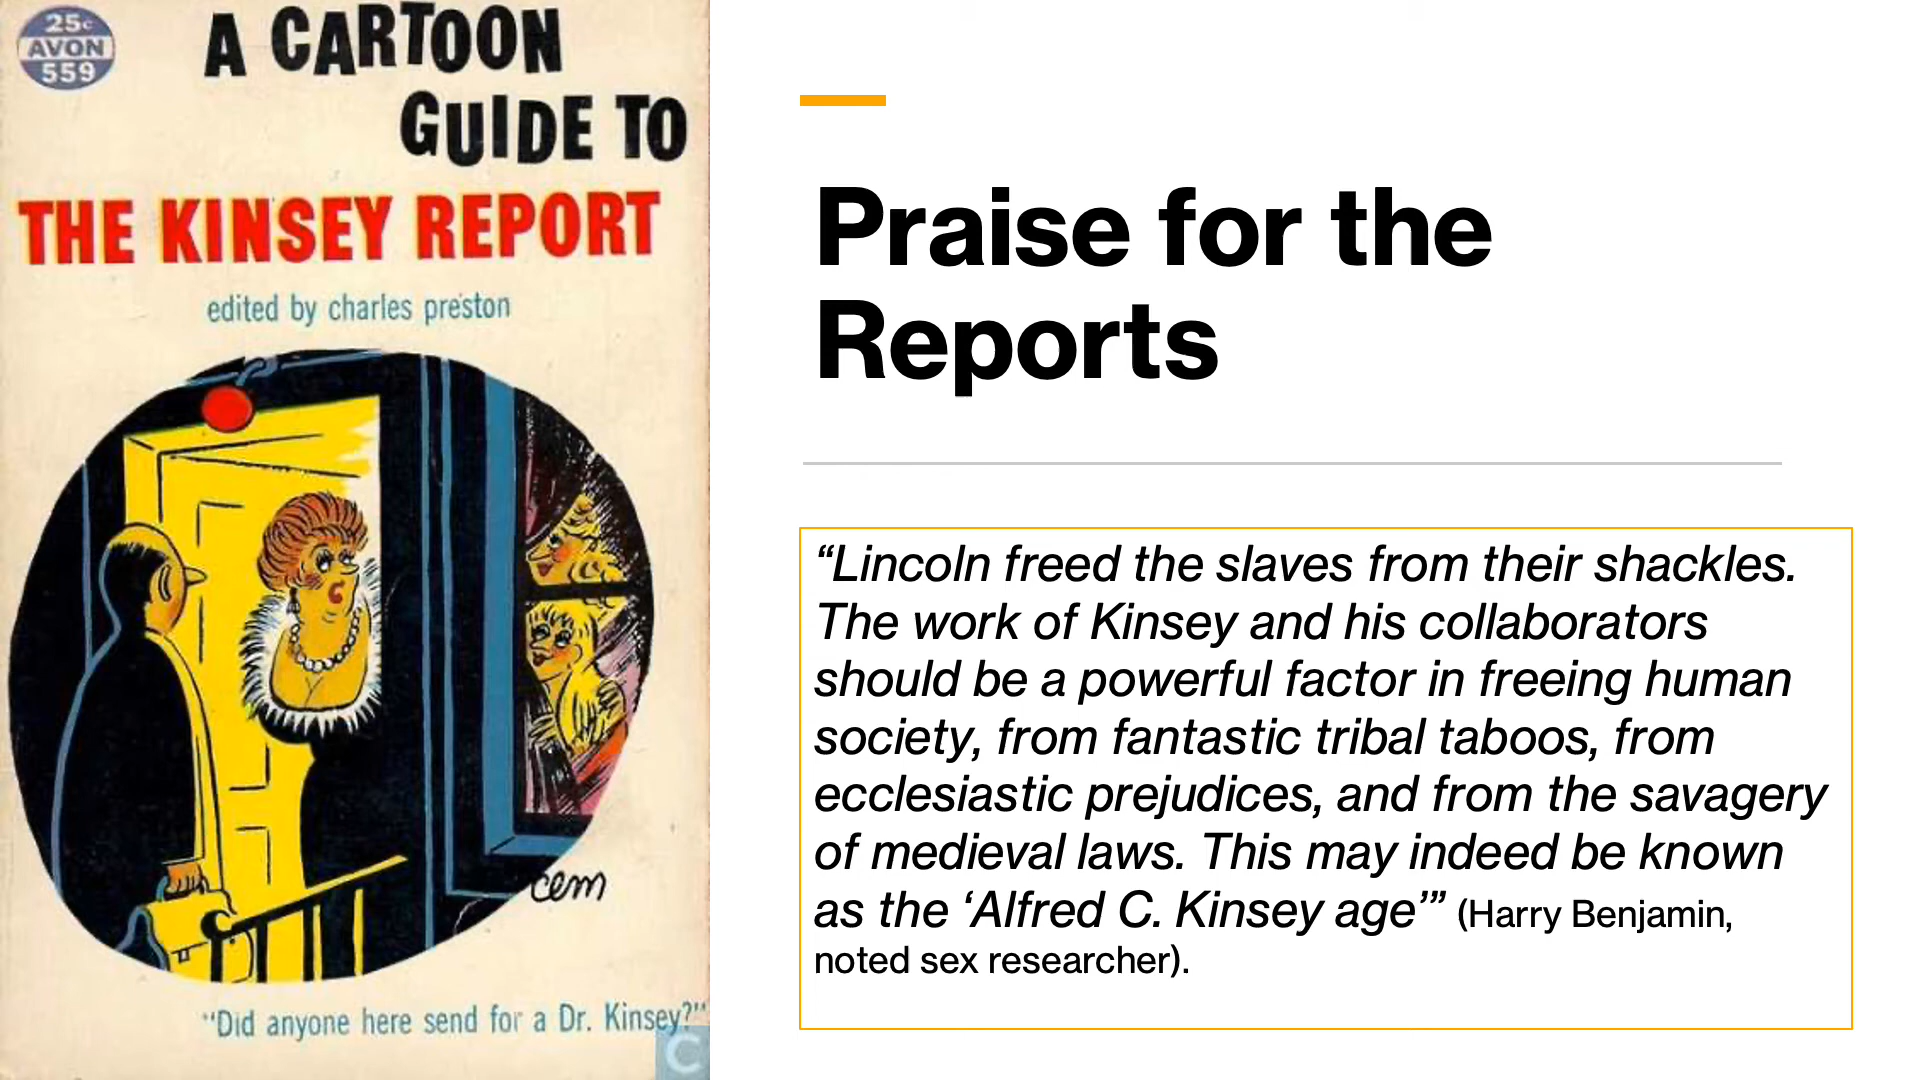 25c
AVON
559
A CARTOON
GUIDE TO
THE KINSEY REPORT
edited by charles preston
cem
"Did anyone here send for a Dr. Kinsey?"
C
Praise for the
Reports
“Lincoln freed the slaves from their shackles.
The work of Kinsey and his collaborators
should be a powerful factor in freeing human
society, from fantastic tribal taboos, from
ecclesiastic prejudices, and from the savagery
of medieval laws. This may indeed be known
as the ‘Alfred C. Kinsey age’” (Harry Benjamin,
noted sex researcher).